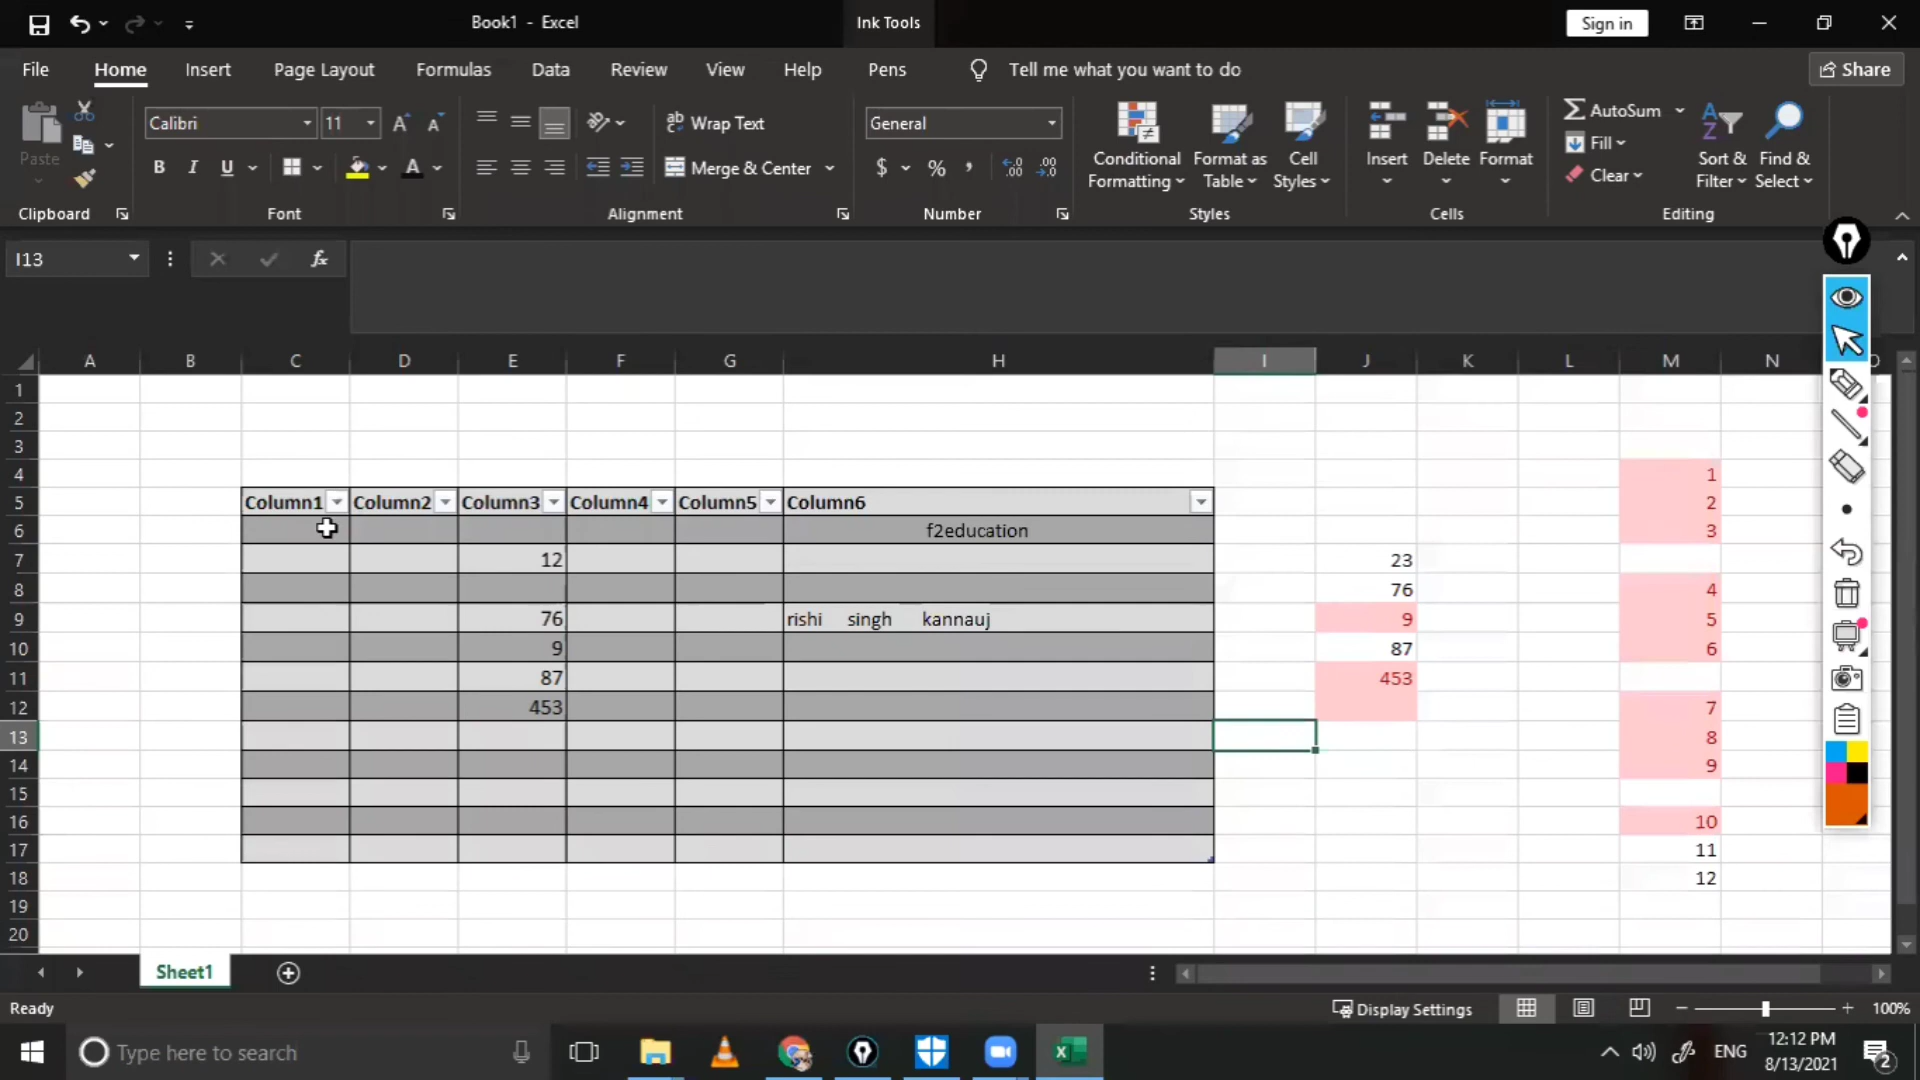 Book1 - Excel
Ink Tools
Sign in
File Home Insert Page Layout Formulas Data Review View Help Pens Tell me what you want to do Share
Paste
Clipboard
Calibri 11
B I U A
Font
Wrap Text
Merge & Center
Alignment
General
$ % ,
Number
Conditional Formatting
Format as Table
Cell Styles
Styles
Insert
Delete
Format
Cells
AutoSum
Fill
Clear
Sort & Filter
Find & Select
Editing
I13
fx
A B C D E F G H I J K L M N O
1
2
3
4 1
5 Column1 Column2 Column3 Column4 Column5 Column6 2
6 f2education 3
7 12 23
8 76 4
9 76 rishi singh kannauj 9 5
10 9 87 6
11 87 453
12 453 7
13 8
14 9
15
16 10
17 11
18 12
19
20
Sheet1
Ready
Display Settings
100%
Type here to search
ENG
12:12 PM
8/13/2021
2